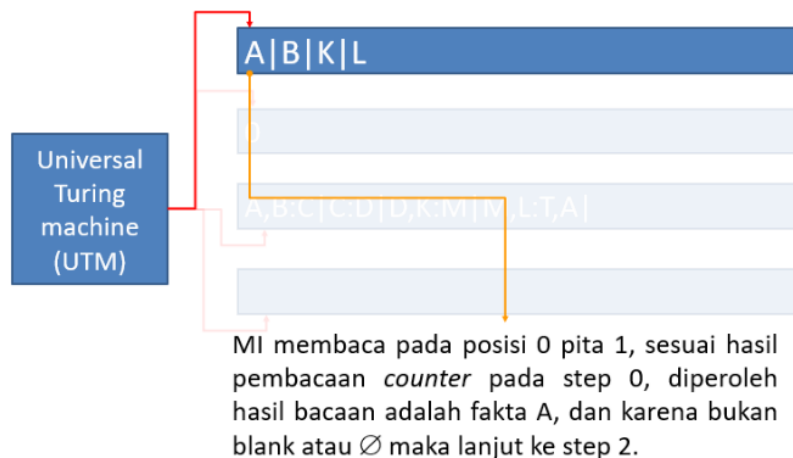 A|B|K|L
0
Universal
Turing
machine
(UTM)
A,B:C|C:D|D,K:M|M,L:T,A|
MI membaca pada posisi 0 pita 1, sesuai hasil
pembacaan counter pada step 0, diperoleh
hasil bacaan adalah fakta A, dan karena bukan
blank atau ∅ maka lanjut ke step 2.